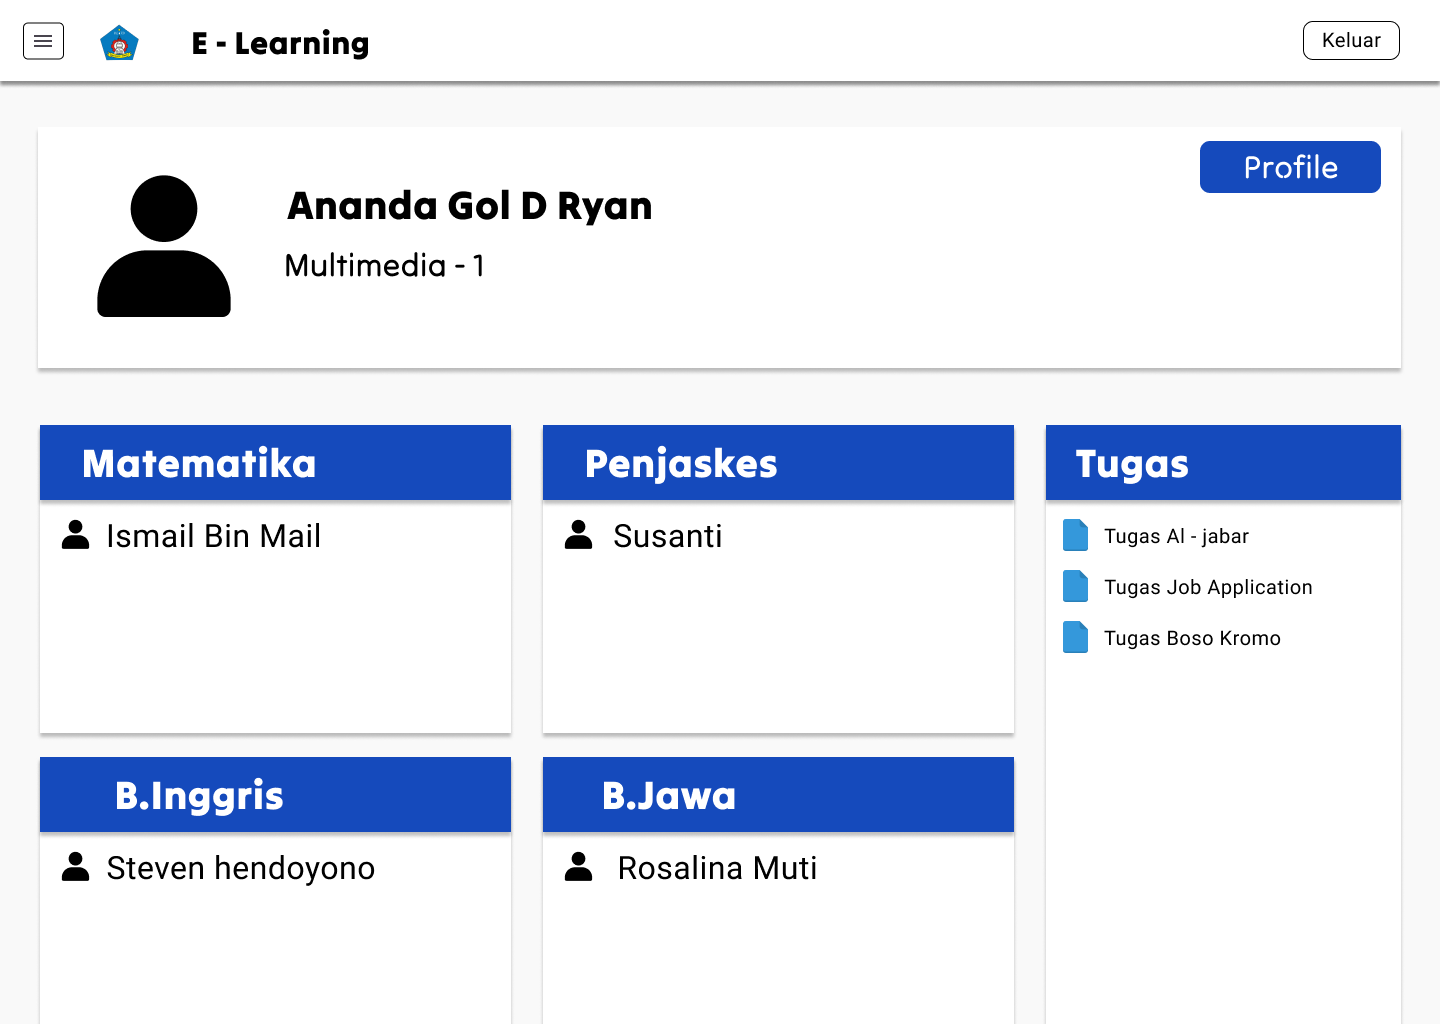 E - Learning
Keluar
Profile
Ananda Gol D Ryan
Multimedia - 1
Matematika
Ismail Bin Mail
Penjaskes
Susanti
Tugas
Tugas Al - jabar
Tugas Job Application
Tugas Boso Kromo
B.Inggris
Steven hendoyono
B.Jawa
Rosalina Muti